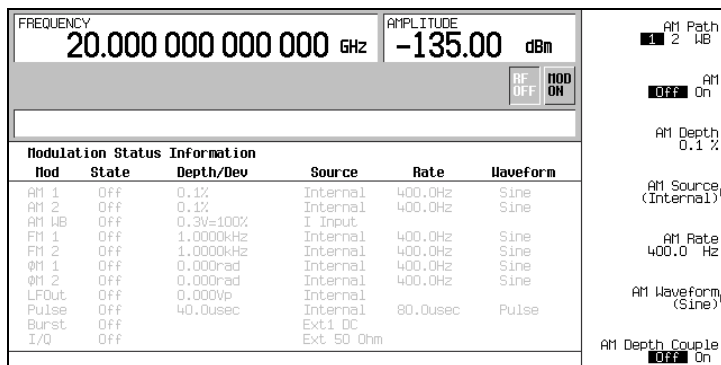 FREQUENCY
20.000 000 000 000 GHz
AMPLITUDE
-135.00 dBm
RF OFF
MOD ON
Modulation Status Information
Mod State Depth/Dev Source Rate Waveform
AM 1 Off 0.1% Internal 400.0Hz Sine
AM 2 Off 0.1% Internal 400.0Hz Sine
AM WB Off 0.3V=100% I Input
FM 1 Off 1.0000kHz Internal 400.0Hz Sine
FM 2 Off 1.0000kHz Internal 400.0Hz Sine
ΦM 1 Off 0.000rad Internal 400.0Hz Sine
ΦM 2 Off 0.000rad Internal 400.0Hz Sine
LFOut Off 0.000Vp Internal
Pulse Off 40.0usec Internal 80.0usec Pulse
Burst Off Ext1 DC
I/Q Off Ext 50 Ohm
AM Path
1 2 WB
AM
Off On
AM Depth
0.1 %
AM Source
(Internal)
AM Rate
400.0 Hz
AM Waveform
(Sine)
AM Depth Couple
Off On